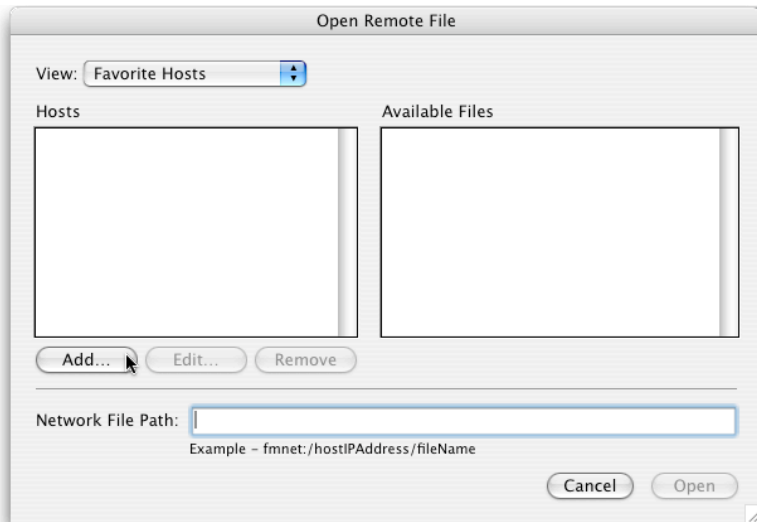 Open Remote File
View: Favorite Hosts
Hosts
Available Files
Add... Edit... Remove
Network File Path:
Example – fmnet:/hostIPAddress/fileName
Cancel Open